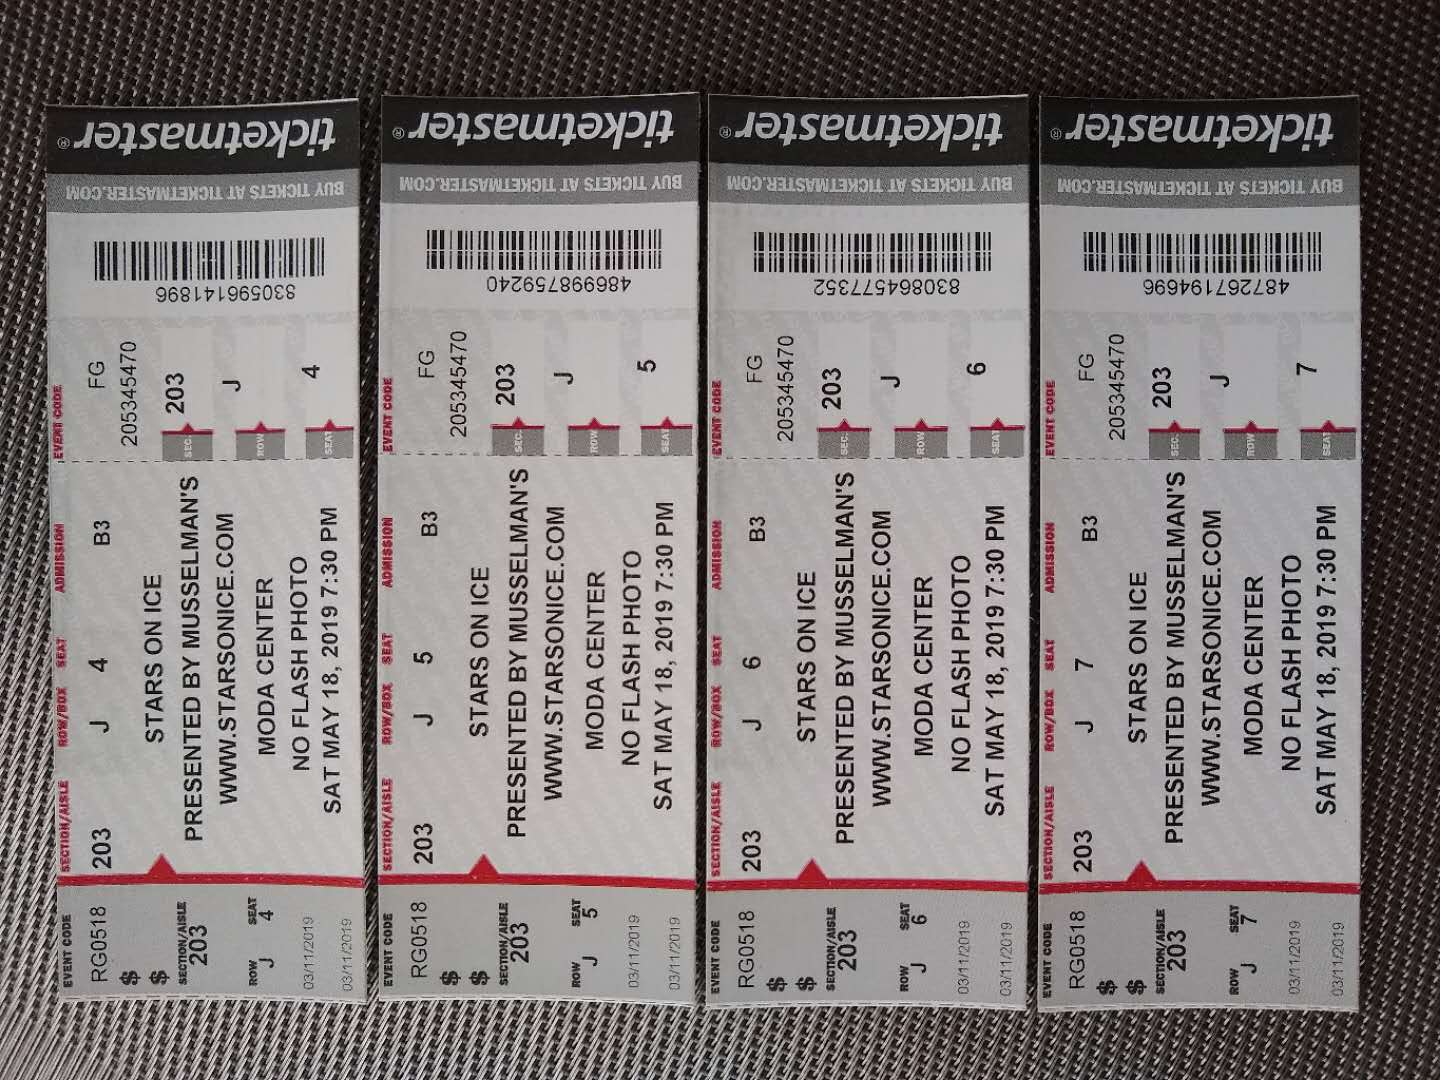 ticketmaster®
BUY TICKETS AT TICKETMASTER.COM
830596141896
EVENT CODE
FG
205345470
SEC. 203
ROW J
SEAT 4
SECTION/AISLE ROW/BOX SEAT ADMISSION
203 J 4 B3
STARS ON ICE
PRESENTED BY MUSSELMAN'S
WWW.STARSONICE.COM
MODA CENTER
NO FLASH PHOTO
SAT MAY 18, 2019 7:30 PM
EVENT CODE
RG0518
$
$
SECTION/AISLE
203
ROW SEAT
J 4
03/11/2019
03/11/2019
ticketmaster®
BUY TICKETS AT TICKETMASTER.COM
486998759240
EVENT CODE
FG
205345470
SEC. 203
ROW J
SEAT 5
SECTION/AISLE ROW/BOX SEAT ADMISSION
203 J 5 B3
STARS ON ICE
PRESENTED BY MUSSELMAN'S
WWW.STARSONICE.COM
MODA CENTER
NO FLASH PHOTO
SAT MAY 18, 2019 7:30 PM
EVENT CODE
RG0518
$
$
SECTION/AISLE
203
ROW SEAT
J 5
03/11/2019
03/11/2019
ticketmaster®
BUY TICKETS AT TICKETMASTER.COM
830864577352
EVENT CODE
FG
205345470
SEC. 203
ROW J
SEAT 6
SECTION/AISLE ROW/BOX SEAT ADMISSION
203 J 6 B3
STARS ON ICE
PRESENTED BY MUSSELMAN'S
WWW.STARSONICE.COM
MODA CENTER
NO FLASH PHOTO
SAT MAY 18, 2019 7:30 PM
EVENT CODE
RG0518
$
$
SECTION/AISLE
203
ROW SEAT
J 6
03/11/2019
03/11/2019
ticketmaster®
BUY TICKETS AT TICKETMASTER.COM
487267194696
EVENT CODE
FG
205345470
SEC. 203
ROW J
SEAT 7
SECTION/AISLE ROW/BOX SEAT ADMISSION
203 J 7 B3
STARS ON ICE
PRESENTED BY MUSSELMAN'S
WWW.STARSONICE.COM
MODA CENTER
NO FLASH PHOTO
SAT MAY 18, 2019 7:30 PM
EVENT CODE
RG0518
$
$
SECTION/AISLE
203
ROW SEAT
J 7
03/11/2019
03/11/2019